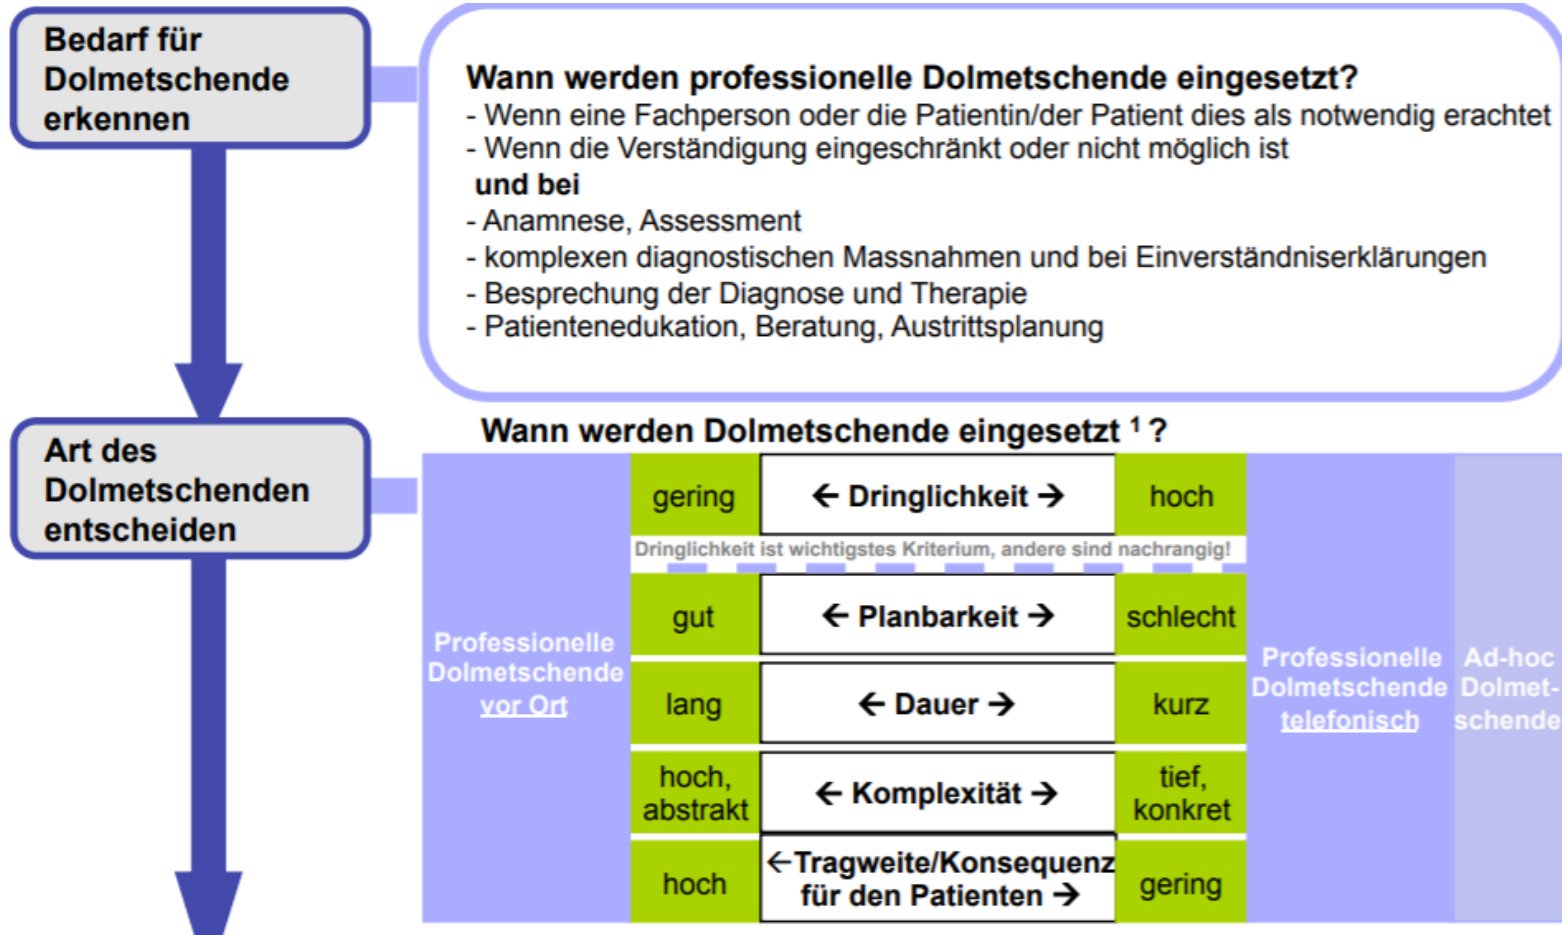 Bedarf für
Dolmetschende
erkennen
Wann werden professionelle Dolmetschende eingesetzt?
- Wenn eine Fachperson oder die Patientin/der Patient dies als notwendig erachtet
- Wenn die Verständigung eingeschränkt oder nicht möglich ist
und bei
- Anamnese, Assessment
- komplexen diagnostischen Massnahmen und bei Einverständniserklärungen
- Besprechung der Diagnose und Therapie
- Patientenedukation, Beratung, Austrittsplanung
Art des
Dolmetschenden
entscheiden
Wann werden Dolmetschende eingesetzt ¹ ?
Professionelle
Dolmetschende
vor Ort
gering
← Dringlichkeit →
hoch
Dringlichkeit ist wichtigstes Kriterium, andere sind nachrangig!
gut
← Planbarkeit →
schlecht
lang
← Dauer →
kurz
hoch,
abstrakt
← Komplexität →
tief,
konkret
hoch
←Tragweite/Konsequenz
für den Patienten →
gering
Professionelle
Dolmetschende
telefonisch
Ad-hoc
Dolmet-
schende